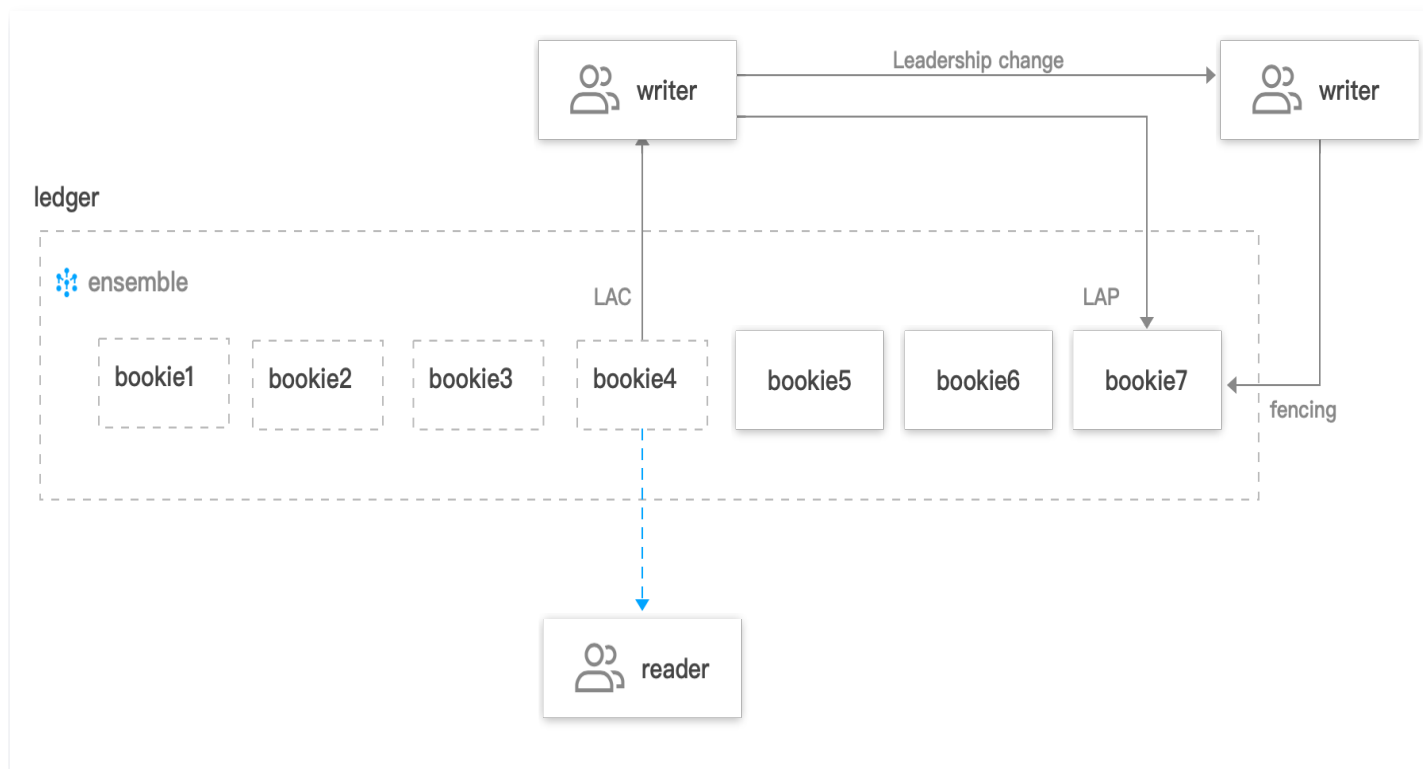 Leadership change
writer
writer
ledger
ensemble
LAC
LAP
bookie1
bookie2
bookie3
bookie4
bookie5
bookie6
bookie7
fencing
reader